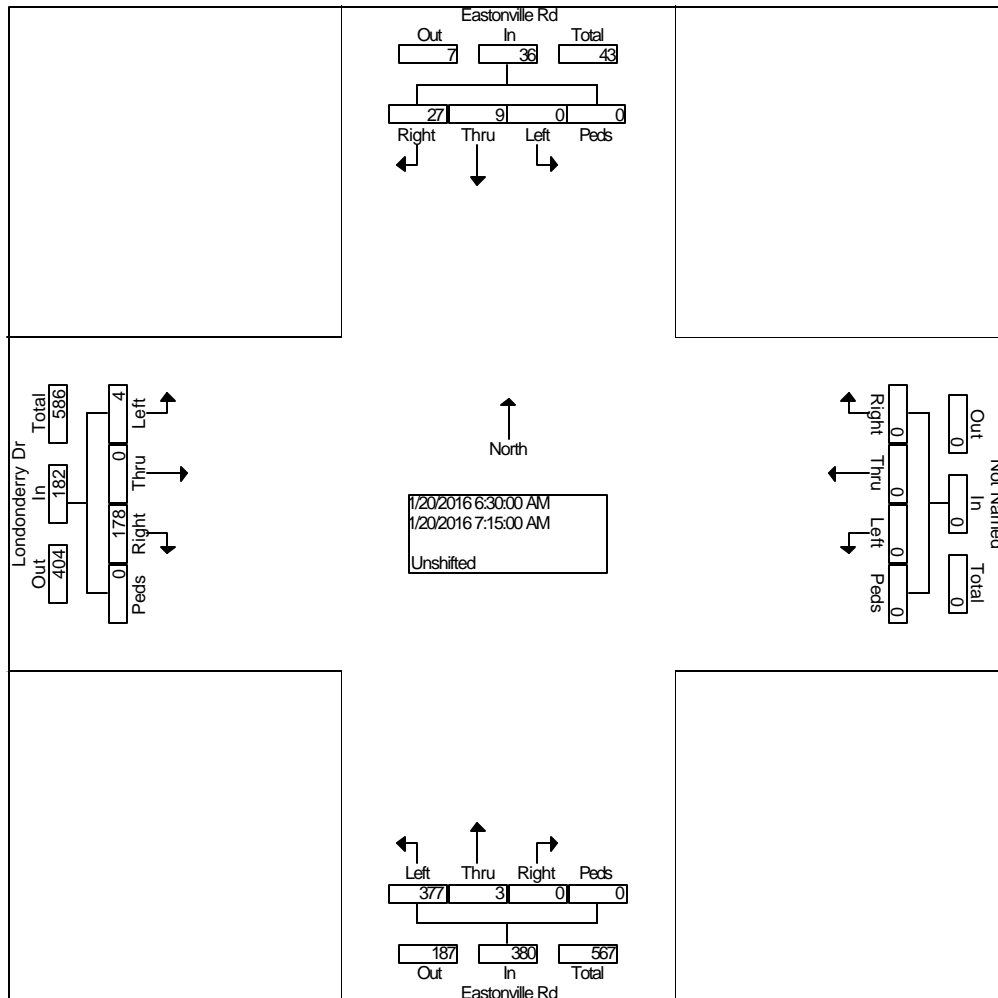 Eastonville Rd
Out In Total
7 36 43
27 9 0 0
Right Thru Left Peds
Londonderry Dr
Total In Out
586 182 404
4 0 178 0
Left Thru Right Peds
North
1/20/2016 6:30:00 AM
1/20/2016 7:15:00 AM
Unshifted
Right Thru Left Peds
0 0 0 0
Out In Total
0 0 0
Not Named
Left Thru Right Peds
377 3 0 0
187 380 567
Out In Total
Eastonville Rd